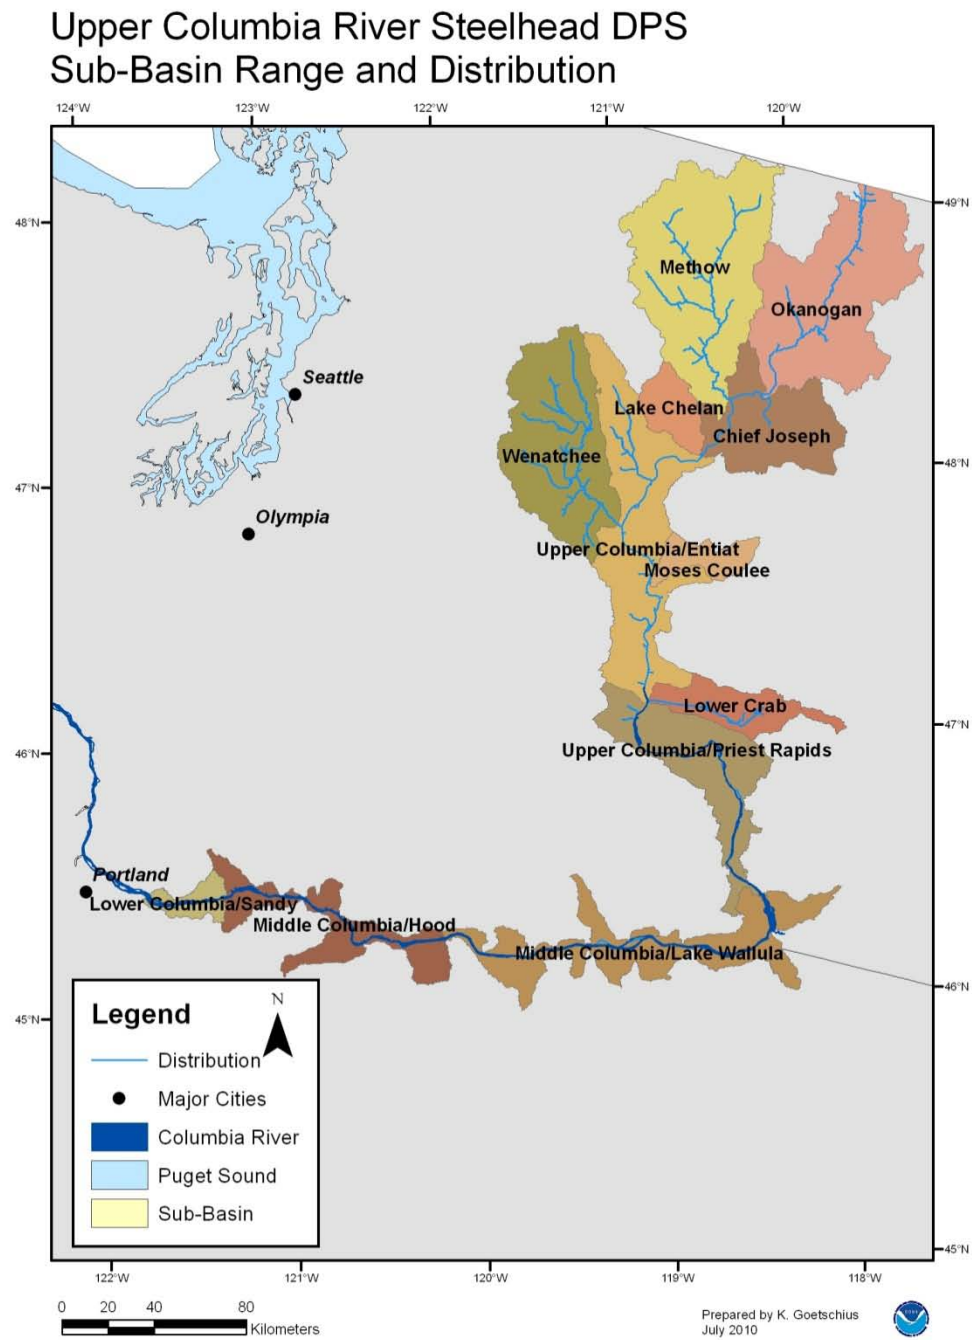 Upper Columbia River Steelhead DPS
Sub-Basin Range and Distribution
124°W 123°W 122°W 121°W 120°W
49°N
48°N
Methow
Okanogan
Seattle
Lake Chelan
Chief Joseph
Wenatchee
48°N
47°N
Olympia
Upper Columbia/Entiat
Moses Coulee
Lower Crab
47°N
Upper Columbia/Priest Rapids
46°N
Portland
Lower Columbia/Sandy
Middle Columbia/Hood
Middle Columbia/Lake Wallula
46°N
45°N
N
Legend
Distribution
Major Cities
Columbia River
Puget Sound
Sub-Basin
45°N
122°W 121°W 120°W 119°W 118°W
0 20 40 80
Kilometers
Prepared by K. Goetschius
July 2010